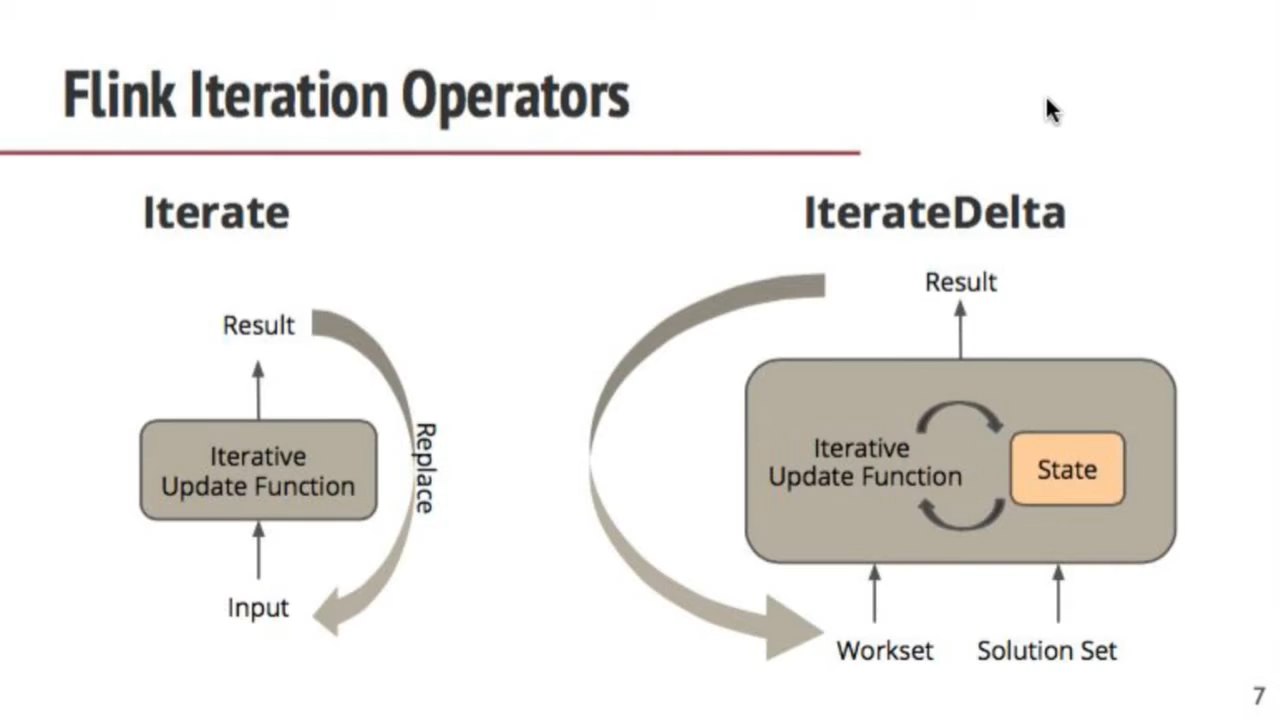 Flink Iteration Operators
Iterate
Result
Iterative
Update Function
Replace
Input
IterateDelta
Result
Iterative
Update Function
State
Workset
Solution Set
7